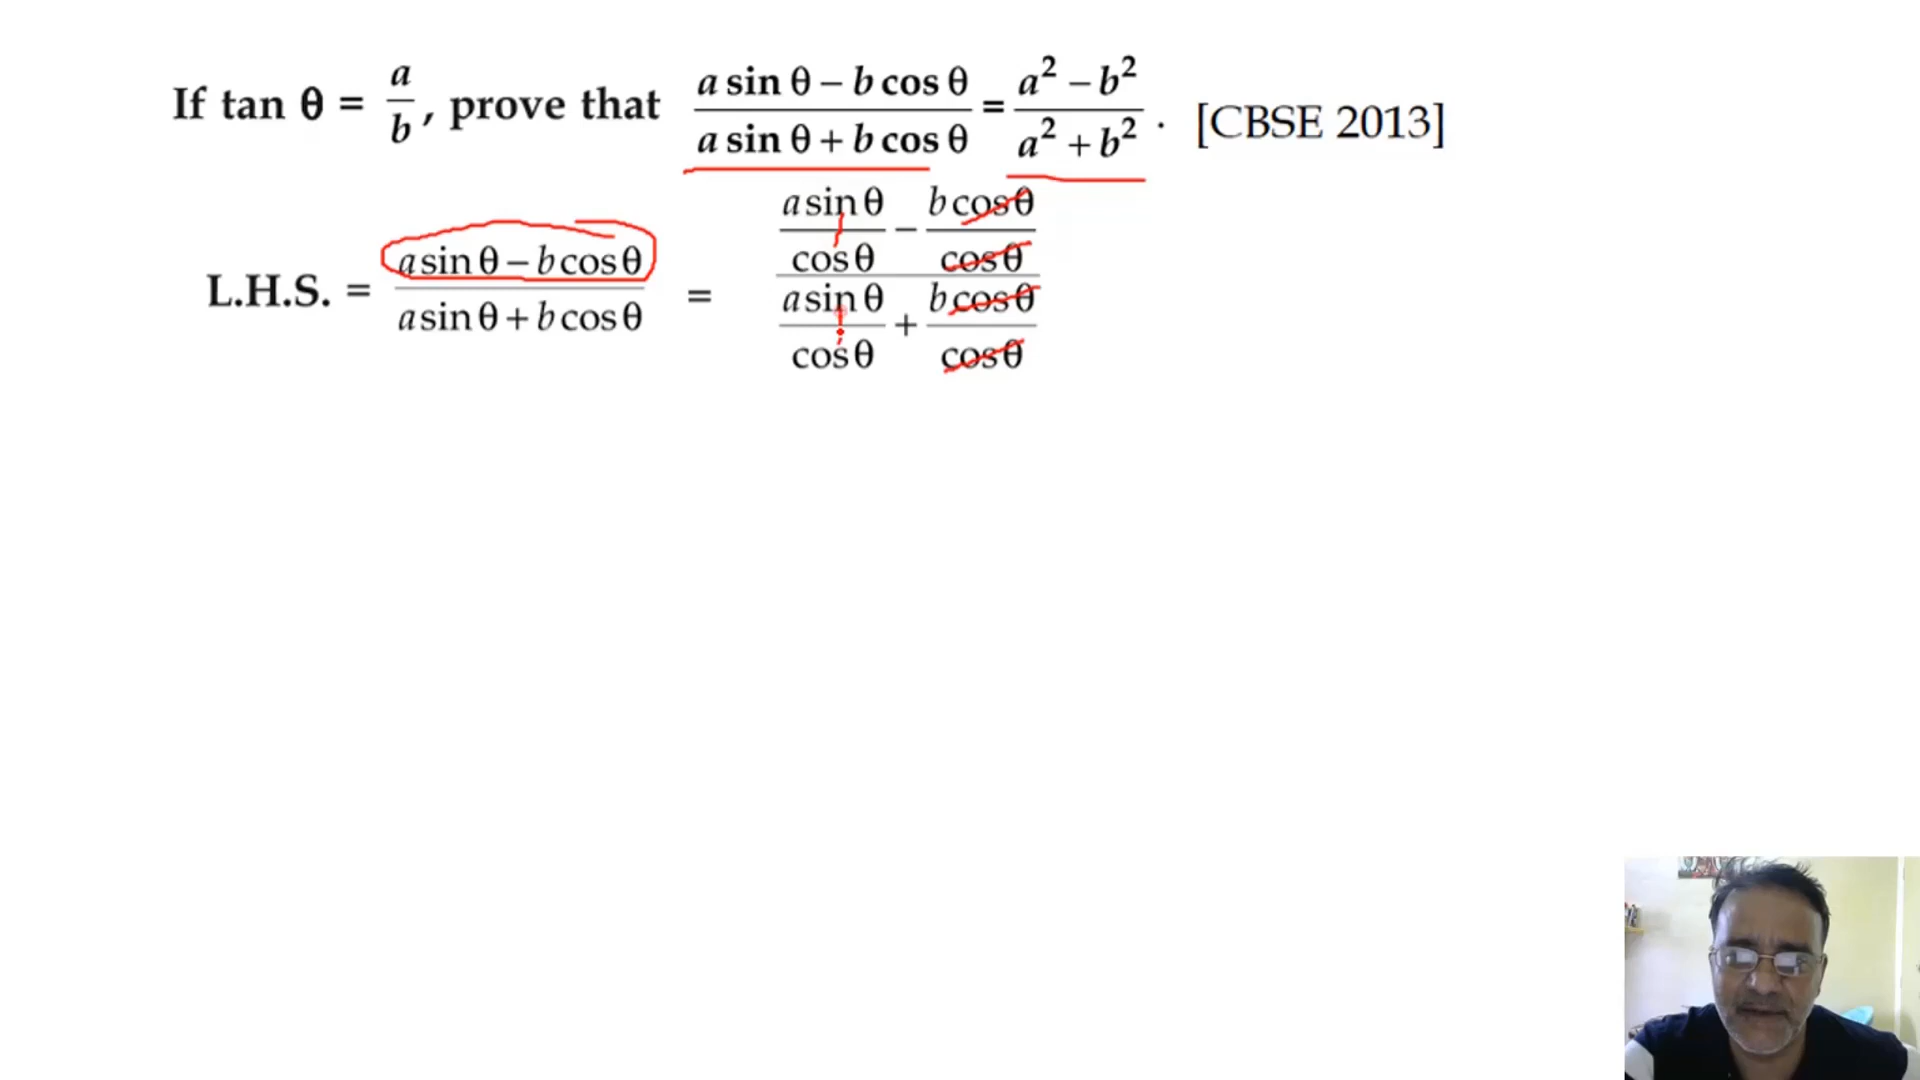 If tan θ = a/b, prove that (a sin θ – b cos θ)/(a sin θ + b cos θ) = (a² – b²)/(a² + b²). [CBSE 2013]
L.H.S. = (a sin θ – b cos θ)/(a sin θ + b cos θ) = (a sin θ/cos θ – b cos θ/cos θ)/(a sin θ/cos θ + b cos θ/cos θ)